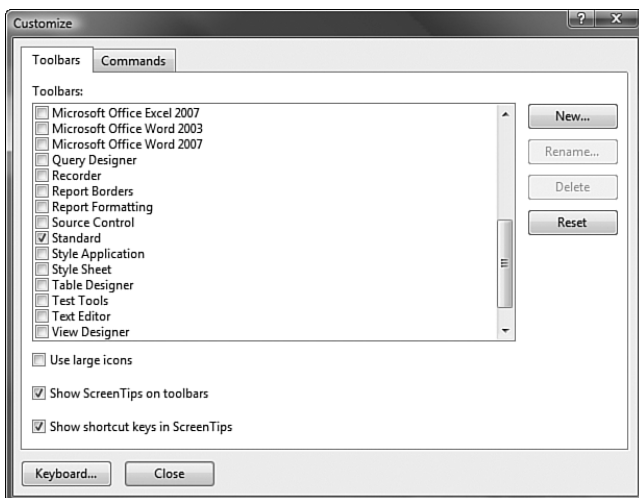 Customize
Toolbars
Commands
Toolbars:
Microsoft Office Excel 2007
Microsoft Office Word 2003
Microsoft Office Word 2007
Query Designer
Recorder
Report Borders
Report Formatting
Source Control
Standard
Style Application
Style Sheet
Table Designer
Test Tools
Text Editor
View Designer
New...
Rename...
Delete
Reset
Use large icons
Show ScreenTips on toolbars
Show shortcut keys in ScreenTips
Keyboard...
Close